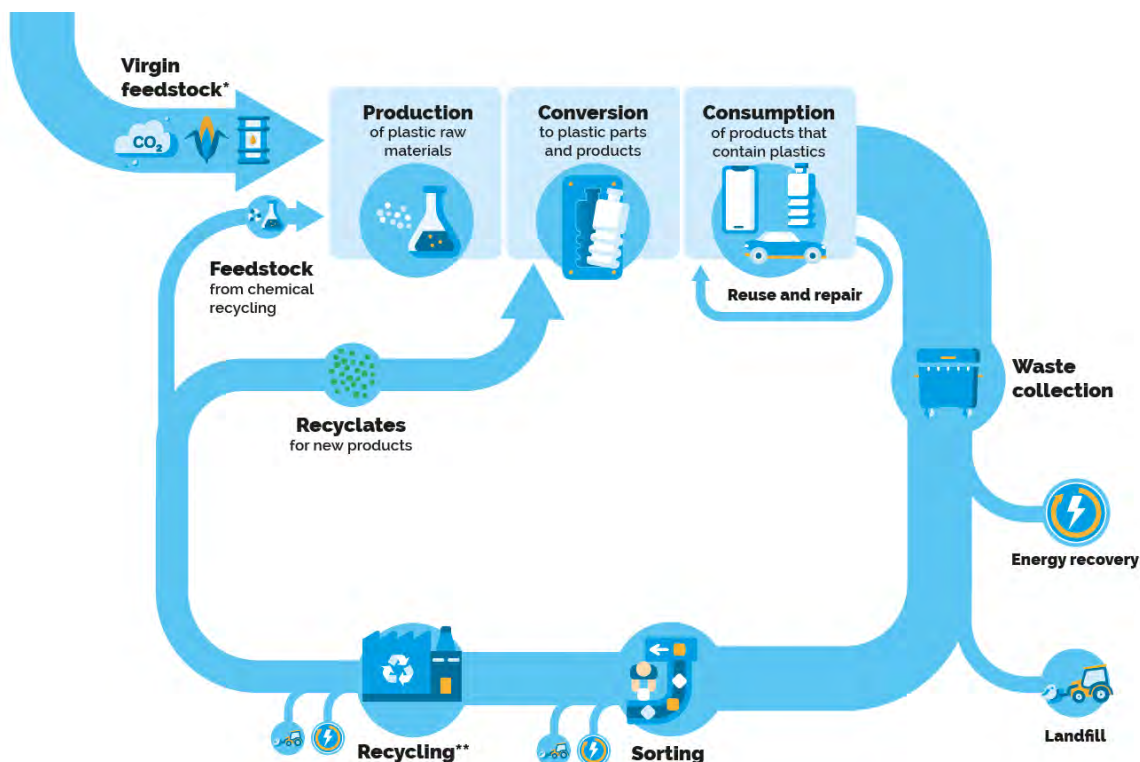 Virgin
feedstock*
CO₂
Production
of plastic raw
materials
Conversion
to plastic parts
and products
Consumption
of products that
contain plastics
Feedstock
from chemical
recycling
Reuse and repair
Waste
collection
Recyclates
for new products
Energy recovery
Landfill
Recycling**
Sorting